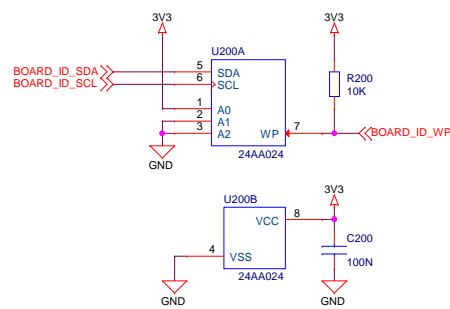 3V3
3V3
U200A
BOARD_ID_SDA
5
SDA
BOARD_ID_SCL
6
SCL
R200
10K
1
A0
2
A1
3
A2
WP
7
BOARD_ID_WP
24AA024
GND
U200B
3V3
VCC
8
C200
100N
4
VSS
24AA024
GND
GND